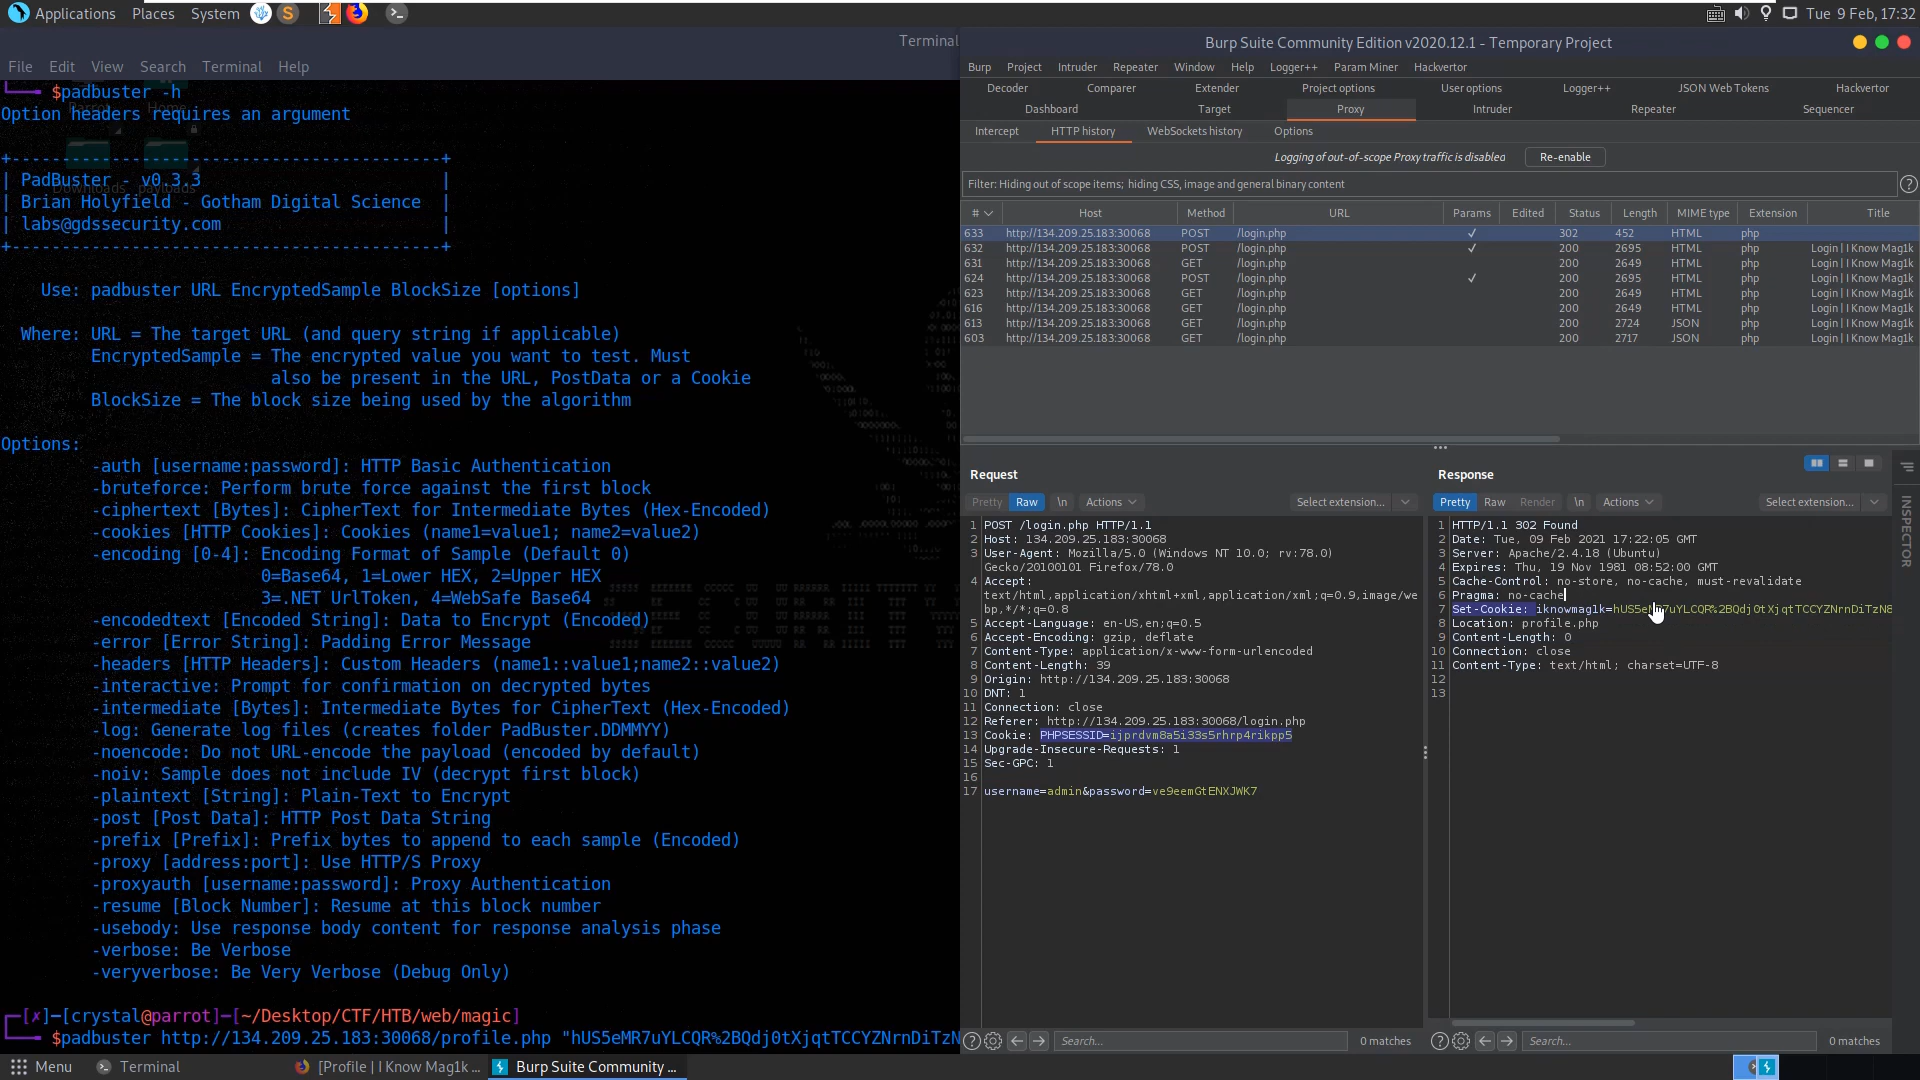 Applications Places System
Tue 9 Feb, 17:32
Terminal
File Edit View Search Terminal Help
$padbuster -h
Option headers requires an argument
+-------------------------------------------+
| PadBuster - v0.3.3 |
| Brian Holyfield - Gotham Digital Science |
| labs@gdssecurity.com |
+-------------------------------------------+
Use: padbuster URL EncryptedSample BlockSize [options]
Where: URL = The target URL (and query string if applicable)
EncryptedSample = The encrypted value you want to test. Must
also be present in the URL, PostData or a Cookie
BlockSize = The block size being used by the algorithm
Options:
-auth [username:password]: HTTP Basic Authentication
-bruteforce: Perform brute force against the first block
-ciphertext [Bytes]: CipherText for Intermediate Bytes (Hex-Encoded)
-cookies [HTTP Cookies]: Cookies (name1=value1; name2=value2)
-encoding [0-4]: Encoding Format of Sample (Default 0)
0=Base64, 1=Lower HEX, 2=Upper HEX
3=.NET UrlToken, 4=WebSafe Base64
-encodedtext [Encoded String]: Data to Encrypt (Encoded)
-error [Error String]: Padding Error Message
-headers [HTTP Headers]: Custom Headers (name1::value1;name2::value2)
-interactive: Prompt for confirmation on decrypted bytes
-intermediate [Bytes]: Intermediate Bytes for CipherText (Hex-Encoded)
-log: Generate log files (creates folder PadBuster.DDMMYY)
-noencode: Do not URL-encode the payload (encoded by default)
-noiv: Sample does not include IV (decrypt first block)
-plaintext [String]: Plain-Text to Encrypt
-post [Post Data]: HTTP Post Data String
-prefix [Prefix]: Prefix bytes to append to each sample (Encoded)
-proxy [address:port]: Use HTTP/S Proxy
-proxyauth [username:password]: Proxy Authentication
-resume [Block Number]: Resume at this block number
-usebody: Use response body content for response analysis phase
-verbose: Be Verbose
-veryverbose: Be Very Verbose (Debug Only)
[✗]─[crystal@parrot]─[~/Desktop/CTF/HTB/web/magic]
$padbuster http://134.209.25.183:30068/profile.php "hUS5eMR7uYLCQR%2BQdj0tXjqtTCCYZNrnDiTzN
Burp Suite Community Edition v2020.12.1 - Temporary Project
Burp Project Intruder Repeater Window Help Logger++ Param Miner Hackvertor
Decoder Comparer Extender Project options User options Logger++ JSON Web Tokens Hackvertor
Dashboard Target Proxy Intruder Repeater Sequencer
Intercept HTTP history WebSockets history Options
Logging of out-of-scope Proxy traffic is disabled Re-enable
Filter: Hiding out of scope items; hiding CSS, image and general binary content
# Host Method URL Params Edited Status Length MIME type Extension Title
633 http://134.209.25.183:30068 POST /login.php ✓ 302 452 HTML php
632 http://134.209.25.183:30068 POST /login.php ✓ 200 2695 HTML php Login | I Know Mag1k
631 http://134.209.25.183:30068 GET /login.php 200 2649 HTML php Login | I Know Mag1k
624 http://134.209.25.183:30068 POST /login.php ✓ 200 2695 HTML php Login | I Know Mag1k
623 http://134.209.25.183:30068 GET /login.php 200 2649 HTML php Login | I Know Mag1k
616 http://134.209.25.183:30068 GET /login.php 200 2649 HTML php Login | I Know Mag1k
613 http://134.209.25.183:30068 GET /login.php 200 2724 JSON php Login | I Know Mag1k
603 http://134.209.25.183:30068 GET /login.php 200 2717 JSON php Login | I Know Mag1k
Request
Pretty Raw \n Actions Select extension...
1 POST /login.php HTTP/1.1
2 Host: 134.209.25.183:30068
3 User-Agent: Mozilla/5.0 (Windows NT 10.0; rv:78.0)
Gecko/20100101 Firefox/78.0
4 Accept:
text/html,application/xhtml+xml,application/xml;q=0.9,image/we
bp,*/*;q=0.8
5 Accept-Language: en-US,en;q=0.5
6 Accept-Encoding: gzip, deflate
7 Content-Type: application/x-www-form-urlencoded
8 Content-Length: 39
9 Origin: http://134.209.25.183:30068
10 DNT: 1
11 Connection: close
12 Referer: http://134.209.25.183:30068/login.php
13 Cookie: PHPSESSID=ijprdvm8a5i33s5rhrp4rikpp5
14 Upgrade-Insecure-Requests: 1
15 Sec-GPC: 1
16
17 username=admin&password=ve9eemGtENXJWK7
Search... 0 matches
Response
Pretty Raw Render \n Actions Select extension...
1 HTTP/1.1 302 Found
2 Date: Tue, 09 Feb 2021 17:22:05 GMT
3 Server: Apache/2.4.18 (Ubuntu)
4 Expires: Thu, 19 Nov 1981 08:52:00 GMT
5 Cache-Control: no-store, no-cache, must-revalidate
6 Pragma: no-cache
7 Set-Cookie: iknowmag1k=hUS5eMR7uYLCQR%2BQdj0tXjqtTCCYZNrnDiTzN8
8 Location: profile.php
9 Content-Length: 0
10 Connection: close
11 Content-Type: text/html; charset=UTF-8
12
13
Search... 0 matches
INSPECTOR
Menu Terminal [Profile | I Know Mag1k ... Burp Suite Community ...